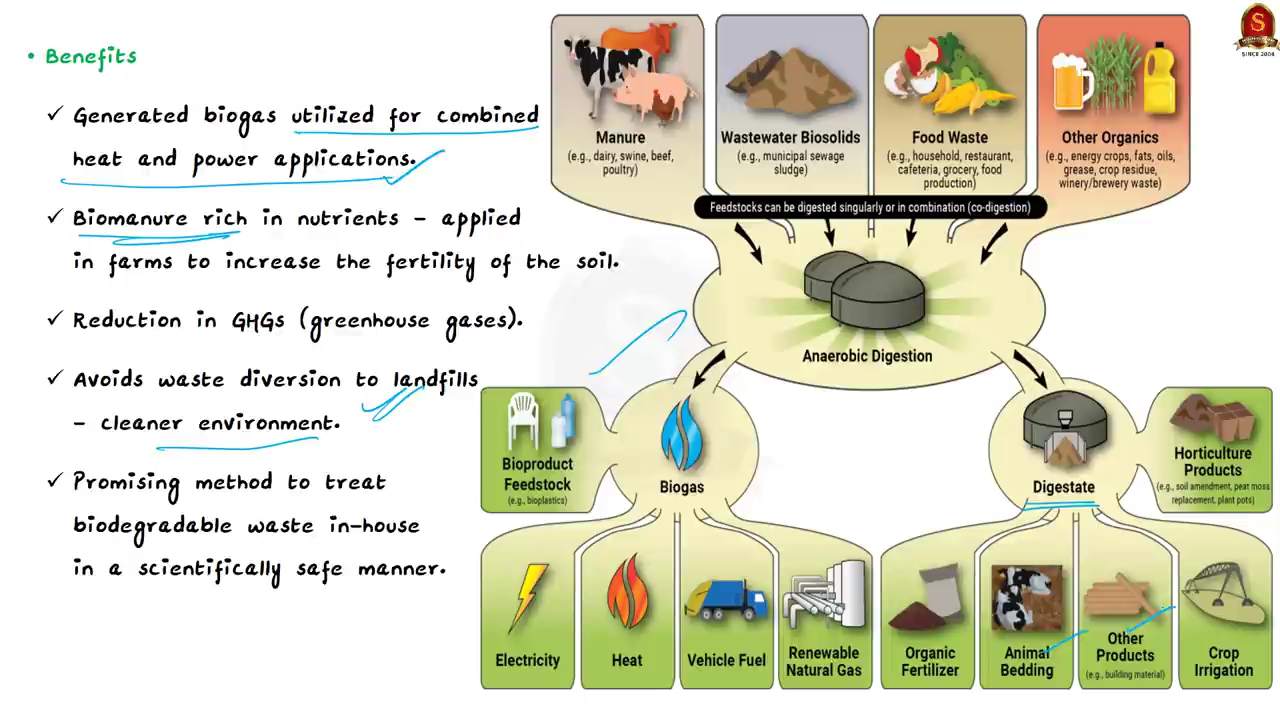 • Benefits
✓ Generated biogas utilized for combined
heat and power applications.
✓ Biomanure rich in nutrients – applied
in farms to increase the fertility of the soil.
✓ Reduction in GHGs (greenhouse gases).
✓ Avoids waste diversion to landfills
– cleaner environment.
✓ Promising method to treat
biodegradable waste in-house
in a scientifically safe manner.
S
SINCE 2004
Manure
(e.g., dairy, swine, beef,
poultry)
Wastewater Biosolids
(e.g., municipal sewage
sludge)
Food Waste
(e.g., household, restaurant,
cafeteria, grocery, food
production)
Other Organics
(e.g., energy crops, fats, oils,
grease, crop residue,
winery/brewery waste)
Feedstocks can be digested singularly or in combination (co-digestion)
Anaerobic Digestion
Bioproduct
Feedstock
(e.g., bioplastics)
Biogas
Digestate
Horticulture
Products
(e.g., soil amendment, peat moss
replacement, plant pots)
Electricity
Heat
Vehicle Fuel
Renewable
Natural Gas
Organic
Fertilizer
Animal
Bedding
Other
Products
(e.g., building material)
Crop
Irrigation